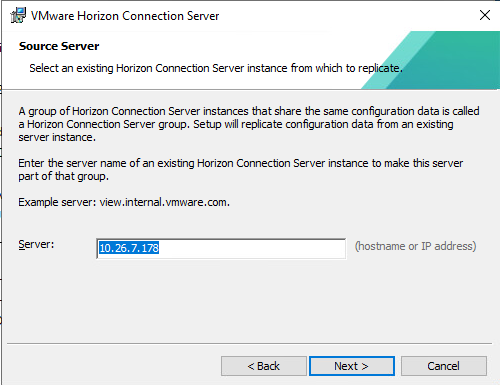 VMware Horizon Connection Server
Source Server
Select an existing Horizon Connection Server instance from which to replicate.
A group of Horizon Connection Server instances that share the same configuration data is called
a Horizon Connection Server group. Setup will replicate configuration data from an existing
server instance.
Enter the server name of an existing Horizon Connection Server instance to make this server
part of that group.
Example server: view.internal.vmware.com.
Server:
10.26.7.178
(hostname or IP address)
< Back
Next >
Cancel